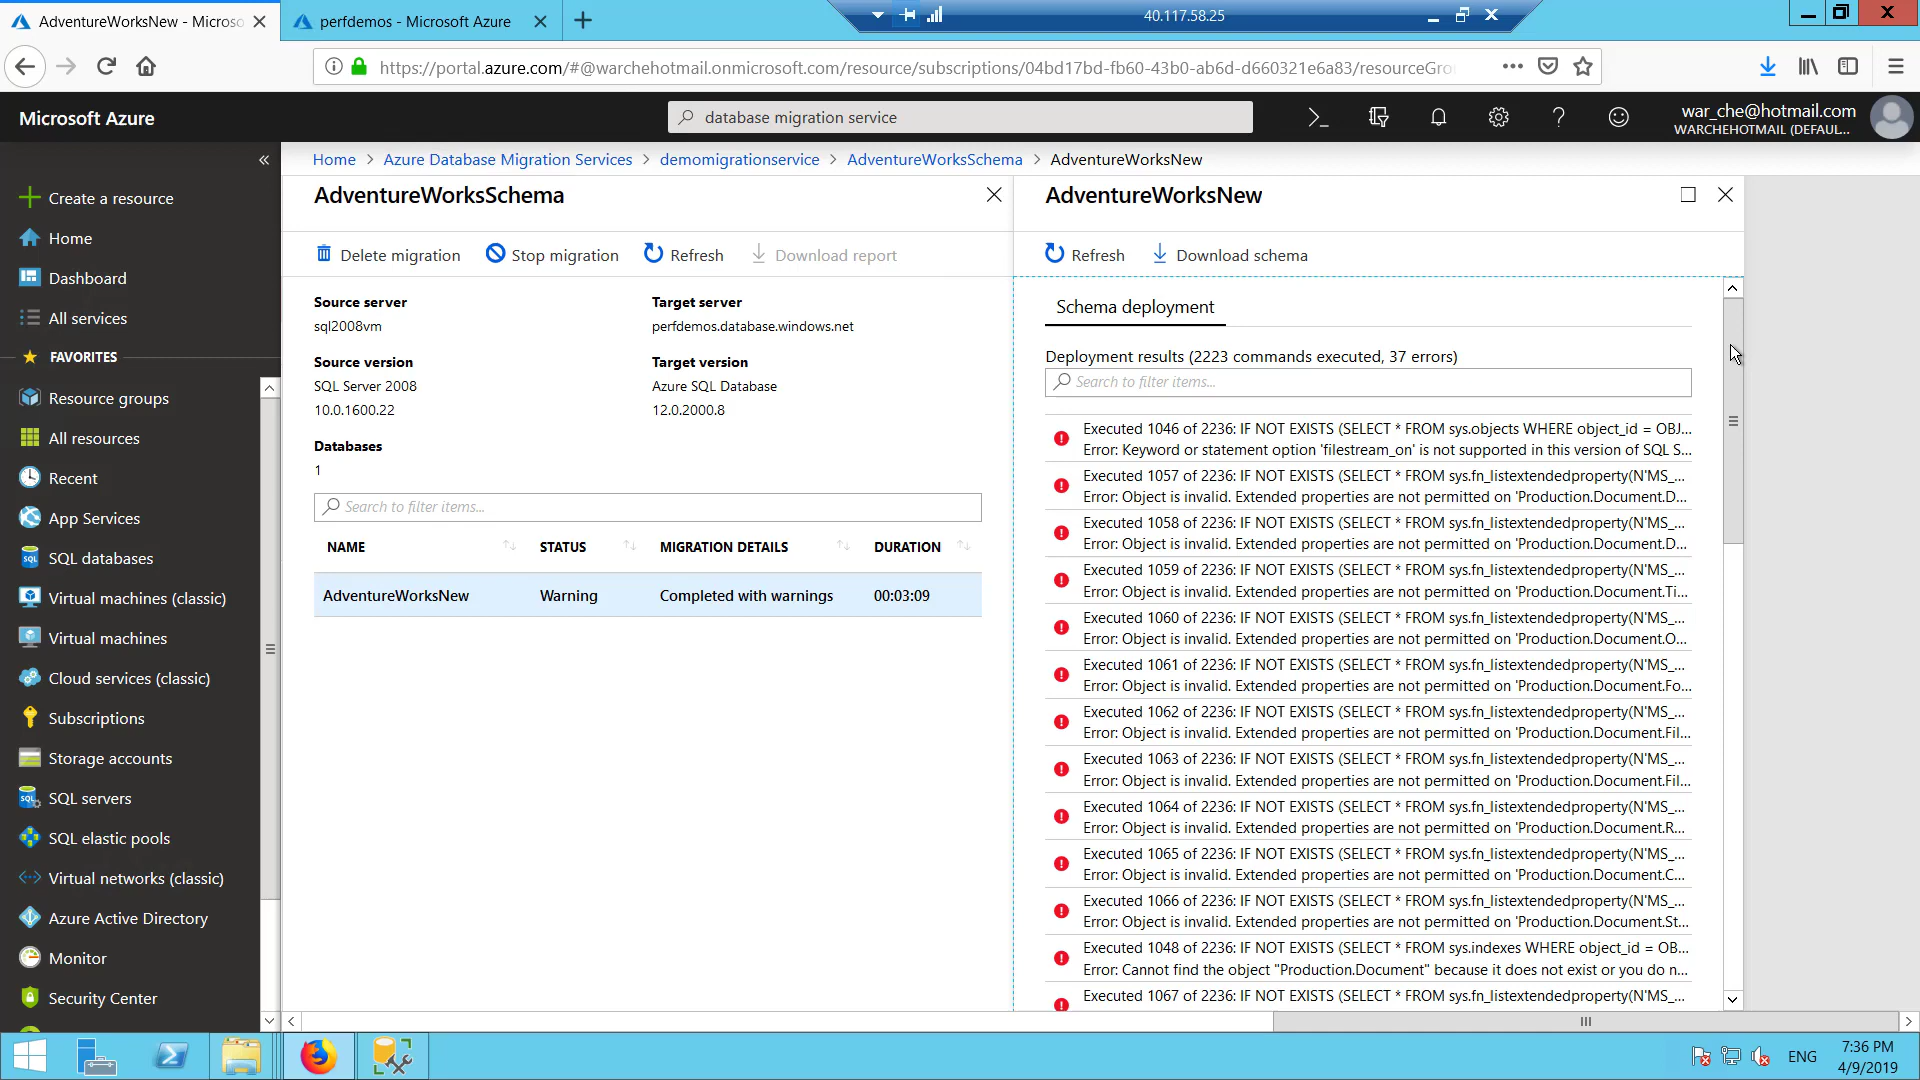 AdventureWorksNew - Microso
perfdemos - Microsoft Azure
40.117.58.25
https://portal.azure.com/#@warchehotmail.onmicrosoft.com/resource/subscriptions/04bd17bd-fb60-43b0-ab6d-d660321e6a83/resourceGro
Microsoft Azure
database migration service
war_che@hotmail.com
WARCHEHOTMAIL (DEFAUL...
Home > Azure Database Migration Services > demomigrationservice > AdventureWorksSchema > AdventureWorksNew
Create a resource
Home
Dashboard
All services
FAVORITES
Resource groups
All resources
Recent
App Services
SQL databases
Virtual machines (classic)
Virtual machines
Cloud services (classic)
Subscriptions
Storage accounts
SQL servers
SQL elastic pools
Virtual networks (classic)
Azure Active Directory
Monitor
Security Center
AdventureWorksSchema
Delete migration
Stop migration
Refresh
Download report
Source server
sql2008vm
Target server
perfdemos.database.windows.net
Source version
SQL Server 2008
10.0.1600.22
Target version
Azure SQL Database
12.0.2000.8
Databases
1
Search to filter items...
NAME STATUS MIGRATION DETAILS DURATION
AdventureWorksNew Warning Completed with warnings 00:03:09
AdventureWorksNew
Refresh
Download schema
Schema deployment
Deployment results (2223 commands executed, 37 errors)
Search to filter items...
Executed 1046 of 2236: IF NOT EXISTS (SELECT * FROM sys.objects WHERE object_id = OBJ...
Error: Keyword or statement option 'filestream_on' is not supported in this version of SQL S...
Executed 1057 of 2236: IF NOT EXISTS (SELECT * FROM sys.fn_listextendedproperty(N'MS_...
Error: Object is invalid. Extended properties are not permitted on 'Production.Document.D...
Executed 1058 of 2236: IF NOT EXISTS (SELECT * FROM sys.fn_listextendedproperty(N'MS_...
Error: Object is invalid. Extended properties are not permitted on 'Production.Document.D...
Executed 1059 of 2236: IF NOT EXISTS (SELECT * FROM sys.fn_listextendedproperty(N'MS_...
Error: Object is invalid. Extended properties are not permitted on 'Production.Document.Ti...
Executed 1060 of 2236: IF NOT EXISTS (SELECT * FROM sys.fn_listextendedproperty(N'MS_...
Error: Object is invalid. Extended properties are not permitted on 'Production.Document.O...
Executed 1061 of 2236: IF NOT EXISTS (SELECT * FROM sys.fn_listextendedproperty(N'MS_...
Error: Object is invalid. Extended properties are not permitted on 'Production.Document.Fo...
Executed 1062 of 2236: IF NOT EXISTS (SELECT * FROM sys.fn_listextendedproperty(N'MS_...
Error: Object is invalid. Extended properties are not permitted on 'Production.Document.Fil...
Executed 1063 of 2236: IF NOT EXISTS (SELECT * FROM sys.fn_listextendedproperty(N'MS_...
Error: Object is invalid. Extended properties are not permitted on 'Production.Document.Fil...
Executed 1064 of 2236: IF NOT EXISTS (SELECT * FROM sys.fn_listextendedproperty(N'MS_...
Error: Object is invalid. Extended properties are not permitted on 'Production.Document.R...
Executed 1065 of 2236: IF NOT EXISTS (SELECT * FROM sys.fn_listextendedproperty(N'MS_...
Error: Object is invalid. Extended properties are not permitted on 'Production.Document.C...
Executed 1066 of 2236: IF NOT EXISTS (SELECT * FROM sys.fn_listextendedproperty(N'MS_...
Error: Object is invalid. Extended properties are not permitted on 'Production.Document.St...
Executed 1048 of 2236: IF NOT EXISTS (SELECT * FROM sys.indexes WHERE object_id = OB...
Error: Cannot find the object "Production.Document" because it does not exist or you do n...
Executed 1067 of 2236: IF NOT EXISTS (SELECT * FROM sys.fn_listextendedproperty(N'MS_...
ENG
7:36 PM
4/9/2019